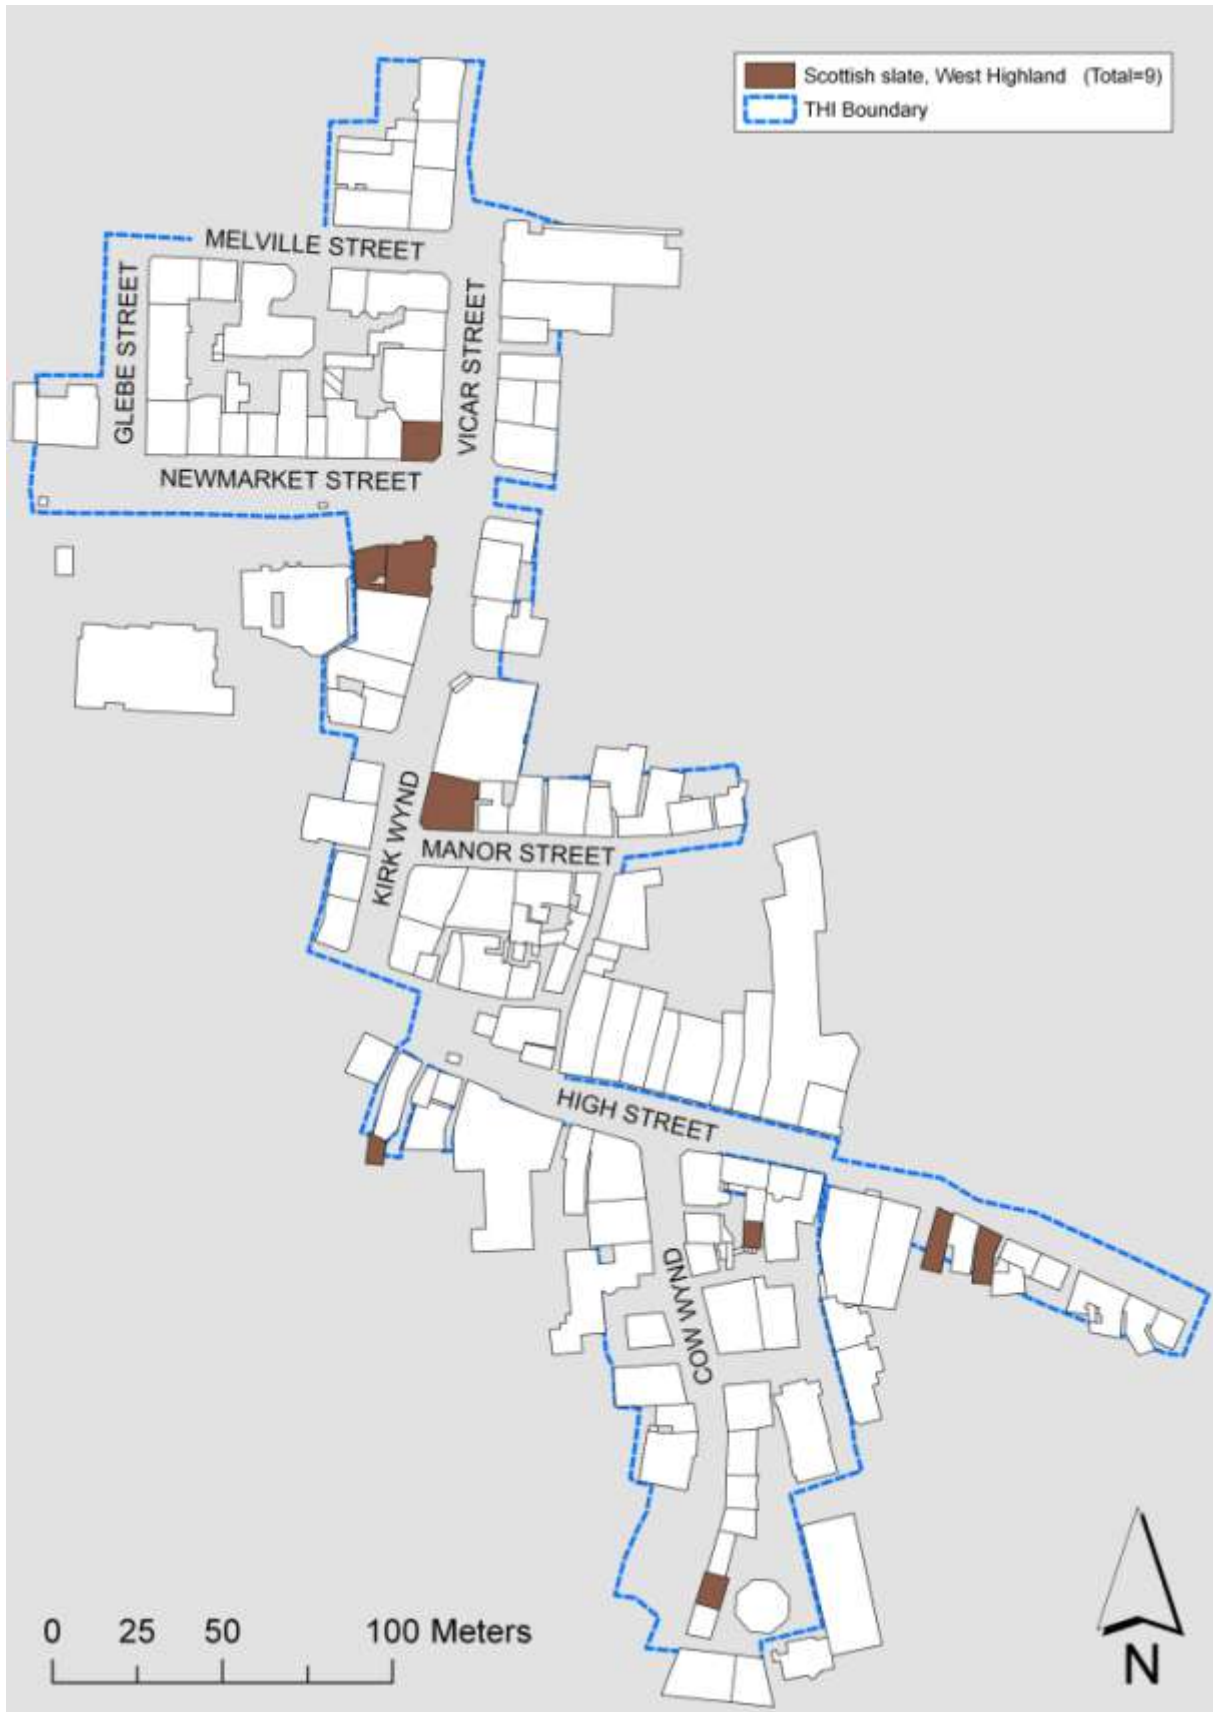 Scottish slate, West Highland (Total=9)
THI Boundary
MELVILLE STREET
GLEBE STREET
VICAR STREET
NEWMARKET STREET
KIRK WYND
MANOR STREET
HIGH STREET
COW WYND
0 25 50 100 Meters
N